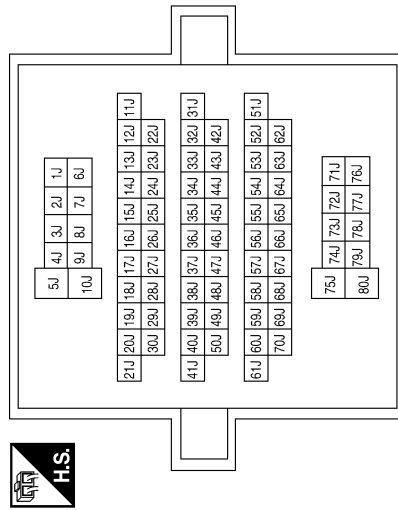 H.S.
5J 4J 3J 2J 1J
10J 9J 8J 7J 6J
21J 20J 19J 18J 17J 16J 15J 14J 13J 12J 11J
30J 29J 28J 27J 26J 25J 24J 23J 22J
41J 40J 39J 38J 37J 36J 35J 34J 33J 32J 31J
50J 49J 48J 47J 46J 45J 44J 43J 42J
61J 60J 59J 58J 57J 56J 55J 54J 53J 52J 51J
70J 69J 68J 67J 66J 65J 64J 63J 62J
75J 74J 73J 72J 71J
80J 79J 78J 77J 76J